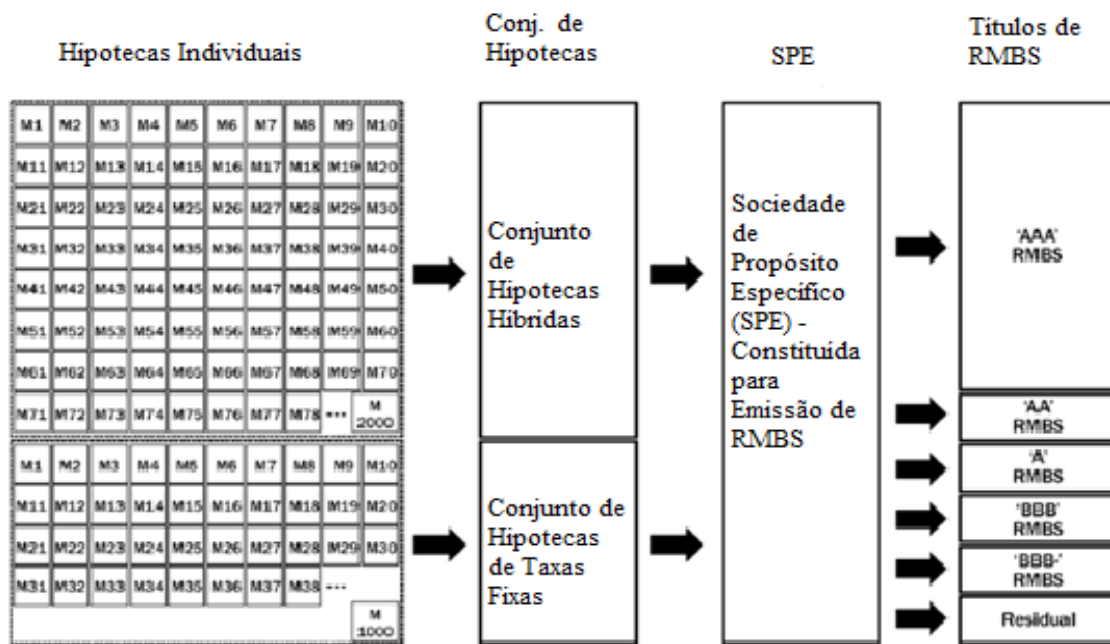 Hipotecas Individuais
Conj. de
Hipotecas
SPE
Títulos de
RMBS
M1 M2 M3 M4 M5 M6 M7 M8 M9 M10
M11 M12 M13 M14 M15 M16 M17 M18 M19 M20
M21 M22 M23 M24 M25 M26 M27 M28 M29 M30
M31 M32 M33 M34 M35 M36 M37 M38 M39 M40
M41 M42 M43 M44 M45 M46 M47 M48 M49 M50
M51 M52 M53 M54 M55 M56 M57 M58 M59 M60
M61 M62 M63 M64 M65 M66 M67 M68 M69 M70
M71 M72 M73 M74 M75 M76 M77 M78 ... M
2000
M1 M2 M3 M4 M5 M6 M7 M8 M9 M10
M11 M12 M13 M14 M15 M16 M17 M18 M19 M20
M21 M22 M23 M24 M25 M26 M27 M28 M29 M30
M31 M32 M33 M34 M35 M36 M37 M38 ...
M
1000
Conjunto
de
Hipotecas
Híbridas
Conjunto de
Hipotecas
de Taxas
Fixas
Sociedade
de
Propósito
Específico
(SPE) -
Constituída
para
Emissão de
RMBS
'AAA'
RMBS
'AA'
RMBS
'A'
RMBS
'BBB'
RMBS
'BBB-'
RMBS
Residual